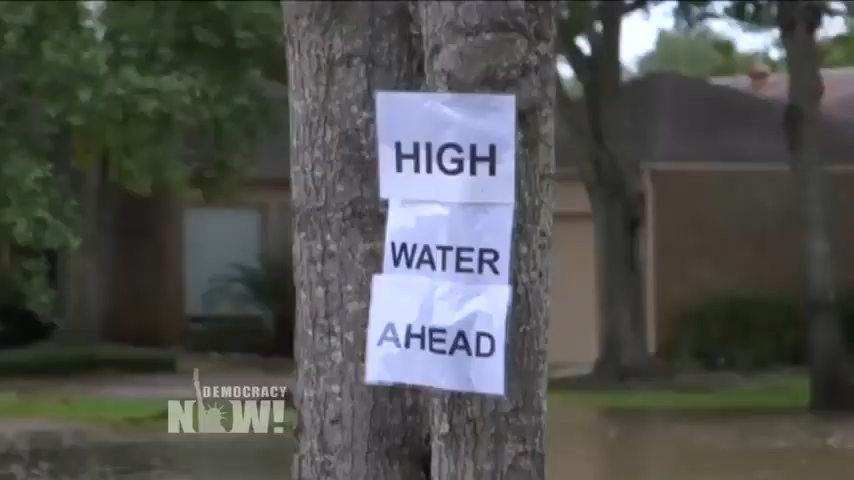 HIGH
WATER
AHEAD
DEMOCRACY
NOW!